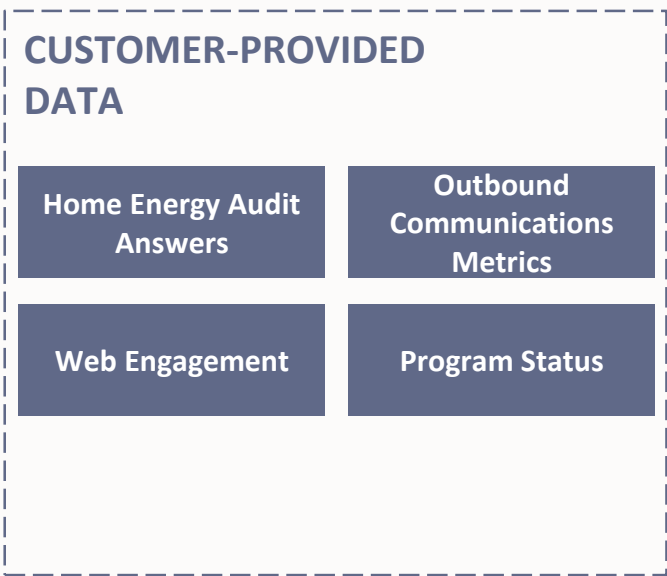 CUSTOMER-PROVIDED
DATA
Home Energy Audit
Answers
Outbound
Communications
Metrics
Web Engagement
Program Status